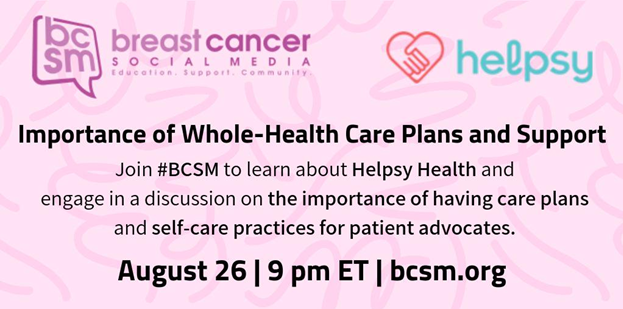 bc
sm
breast cancer
SOCIAL MEDIA
Education. Support. Community.
helpsy
Importance of Whole-Health Care Plans and Support
Join #BCSM to learn about Helpsy Health and
engage in a discussion on the importance of having care plans
and self-care practices for patient advocates.
August 26 | 9 pm ET | bcsm.org